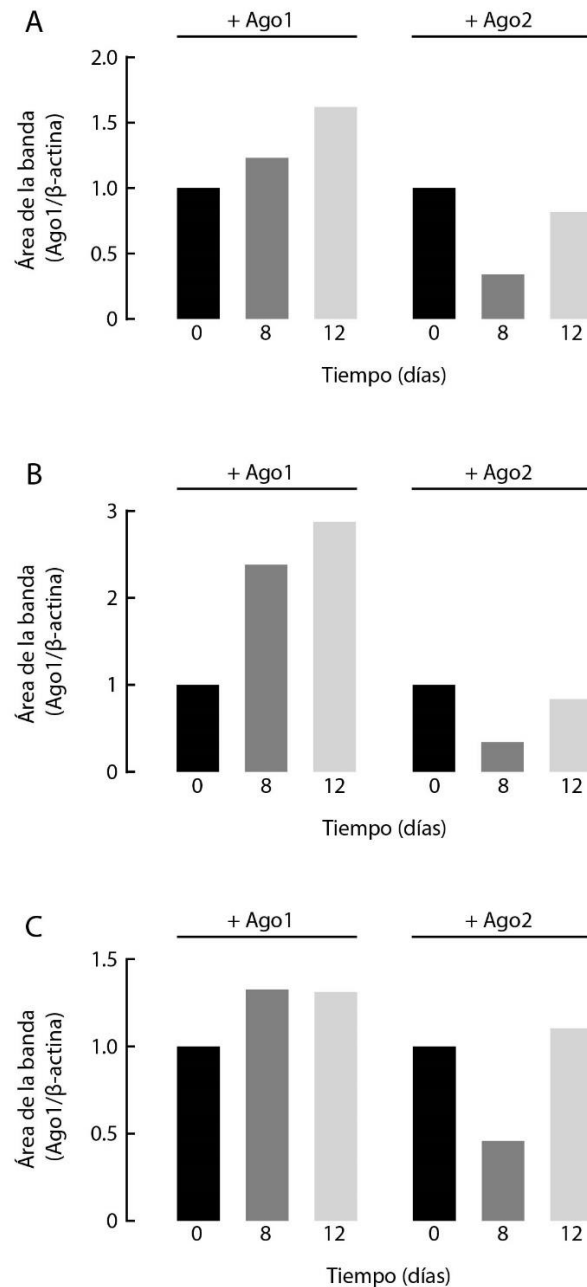 A
+ Ago1
+ Ago2
Área de la banda
(Ago1/β-actina)
2.0
1.5
1.0
0.5
0
0 8 12 0 8 12
Tiempo (días)
B
+ Ago1
+ Ago2
Área de la banda
(Ago1/β-actina)
3
2
1
0
0 8 12 0 8 12
Tiempo (días)
C
+ Ago1
+ Ago2
Área de la banda
(Ago1/β-actina)
1.5
1.0
0.5
0
0 8 12 0 8 12
Tiempo (días)